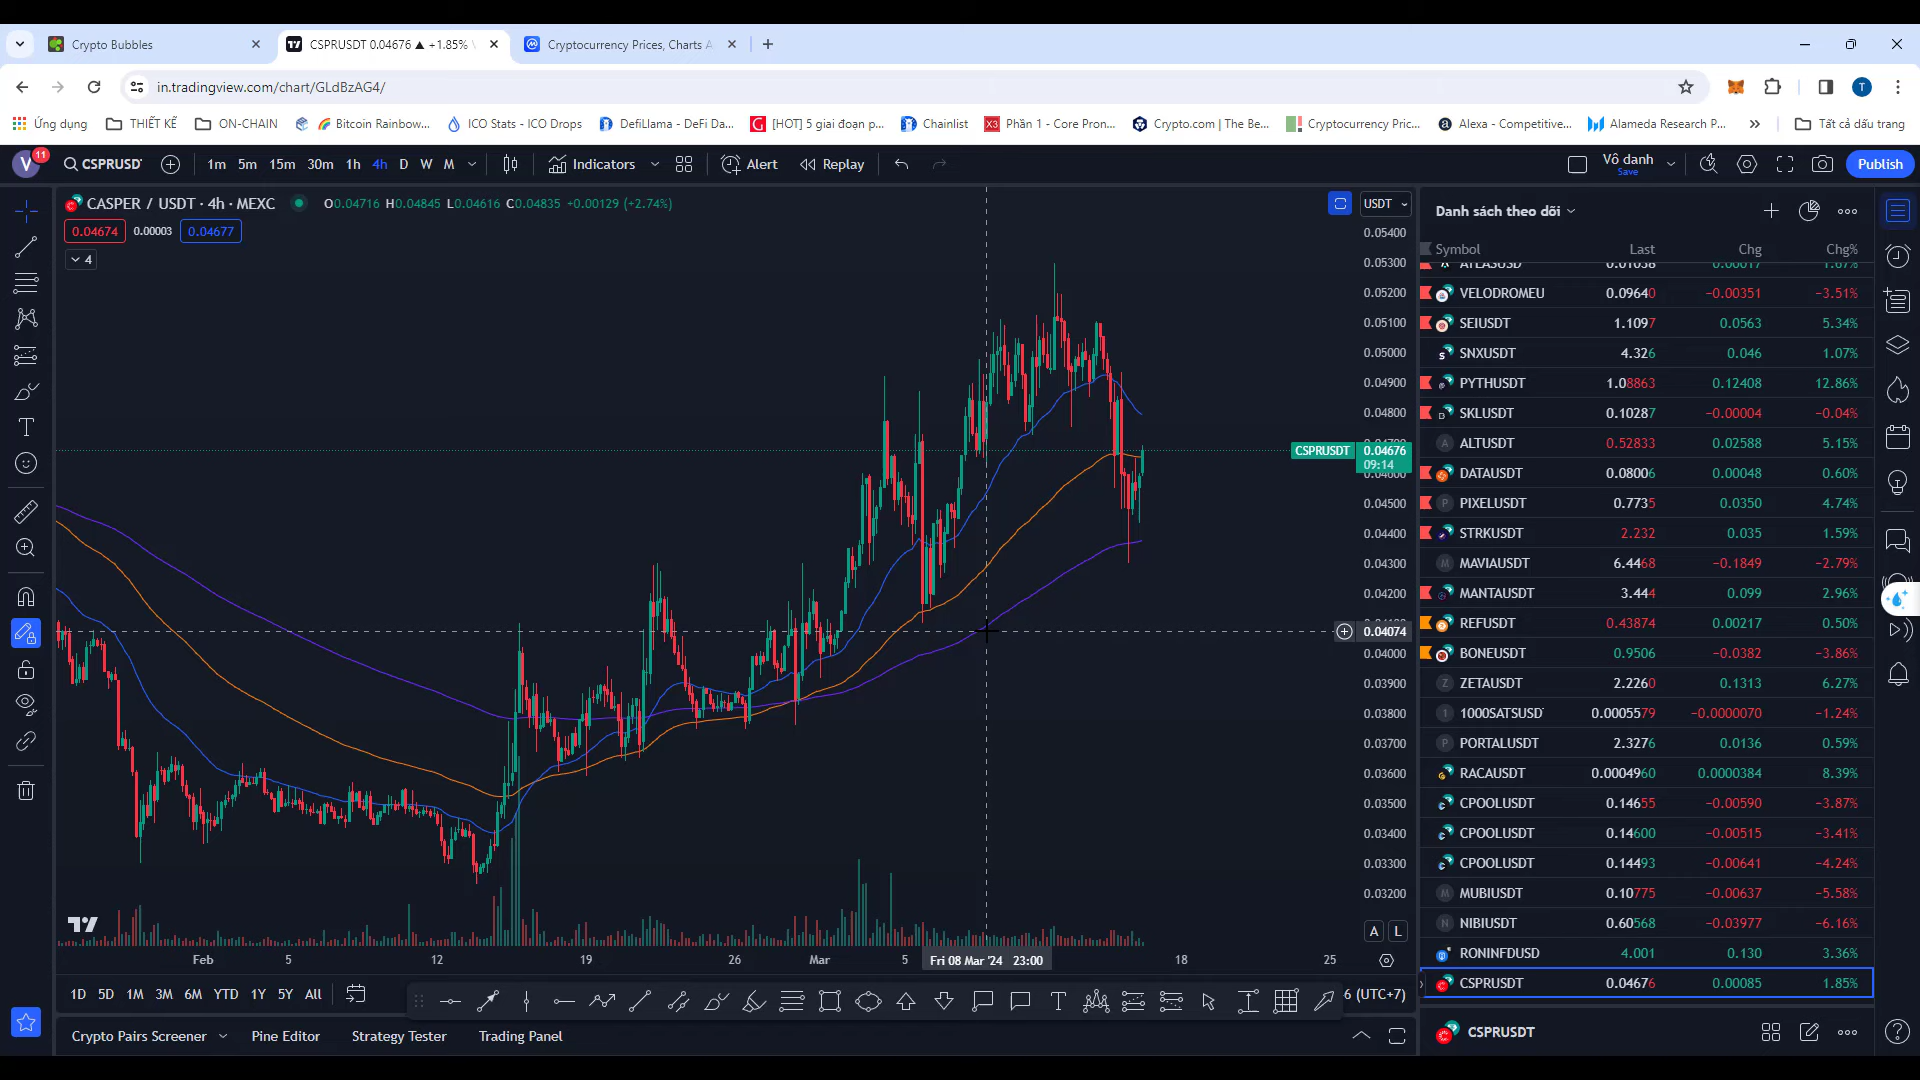 Crypto Bubbles
CSPRUSDT 0.04676 ▲ +1.85%
Cryptocurrency Prices, Charts A
in.tradingview.com/chart/GLdBzAG4/
T
Ứng dụng
THIẾT KẾ
ON-CHAIN
Bitcoin Rainbow...
ICO Stats - ICO Drops
DefiLlama - DeFi Da...
[HOT] 5 giai đoạn p...
Chainlist
X3 Phần 1 - Core Pron...
Crypto.com | The Be...
Cryptocurrency Pric...
Alexa - Competitive...
Alameda Research P...
Tất cả dấu trang
V 11
CSPRUSD
1m 5m 15m 30m 1h 4h D W M
Indicators
Alert
Replay
Vô danh
Save
Publish
CASPER / USDT · 4h · MEXC
O0.04716 H0.04845 L0.04616 C0.04835 +0.00129 (+2.74%)
0.04674 0.00003 0.04677
4
USDT
0.05400
0.05300
0.05200
0.05100
0.05000
0.04900
0.04800
CSPRUSDT 0.04676
09:14
0.04500
0.04400
0.04300
0.04200
0.04074
0.04000
0.03900
0.03800
0.03700
0.03600
0.03500
0.03400
0.03300
0.03200
A L
Feb 5 12 19 26 Mar 5 Fri 08 Mar '24 23:00 18 25
1D 5D 1M 3M 6M YTD 1Y 5Y All
6 (UTC+7)
Crypto Pairs Screener
Pine Editor
Strategy Tester
Trading Panel
Danh sách theo dõi
Symbol Last Chg Chg%
ATLASUSD 0.01038 0.00017 1.67%
VELODROMEU 0.09640 −0.00351 −3.51%
SEIUSDT 1.1097 0.0563 5.34%
SNXUSDT 4.326 0.046 1.07%
PYTHUSDT 1.08863 0.12408 12.86%
SKLUSDT 0.10287 −0.00004 −0.04%
A ALTUSDT 0.52833 0.02588 5.15%
DATAUSDT 0.08006 0.00048 0.60%
P PIXELUSDT 0.7735 0.0350 4.74%
STRKUSDT 2.232 0.035 1.59%
M MAVIAUSDT 6.4468 −0.1849 −2.79%
MANTAUSDT 3.444 0.099 2.96%
REFUSDT 0.43874 0.00217 0.50%
BONEUSDT 0.9506 −0.0382 −3.86%
Z ZETAUSDT 2.2260 0.1313 6.27%
1 1000SATSUSD 0.0005579 −0.0000070 −1.24%
P PORTALUSDT 2.3276 0.0136 0.59%
RACAUSDT 0.0004960 0.0000384 8.39%
CPOOLUSDT 0.14655 −0.00590 −3.87%
CPOOLUSDT 0.14600 −0.00515 −3.41%
CPOOLUSDT 0.14493 −0.00641 −4.24%
M MUBIUSDT 0.10775 −0.00637 −5.58%
N NIBIUSDT 0.60568 −0.03977 −6.16%
RONINFDUSD 4.001 0.130 3.36%
CSPRUSDT 0.04676 0.00085 1.85%
CSPRUSDT